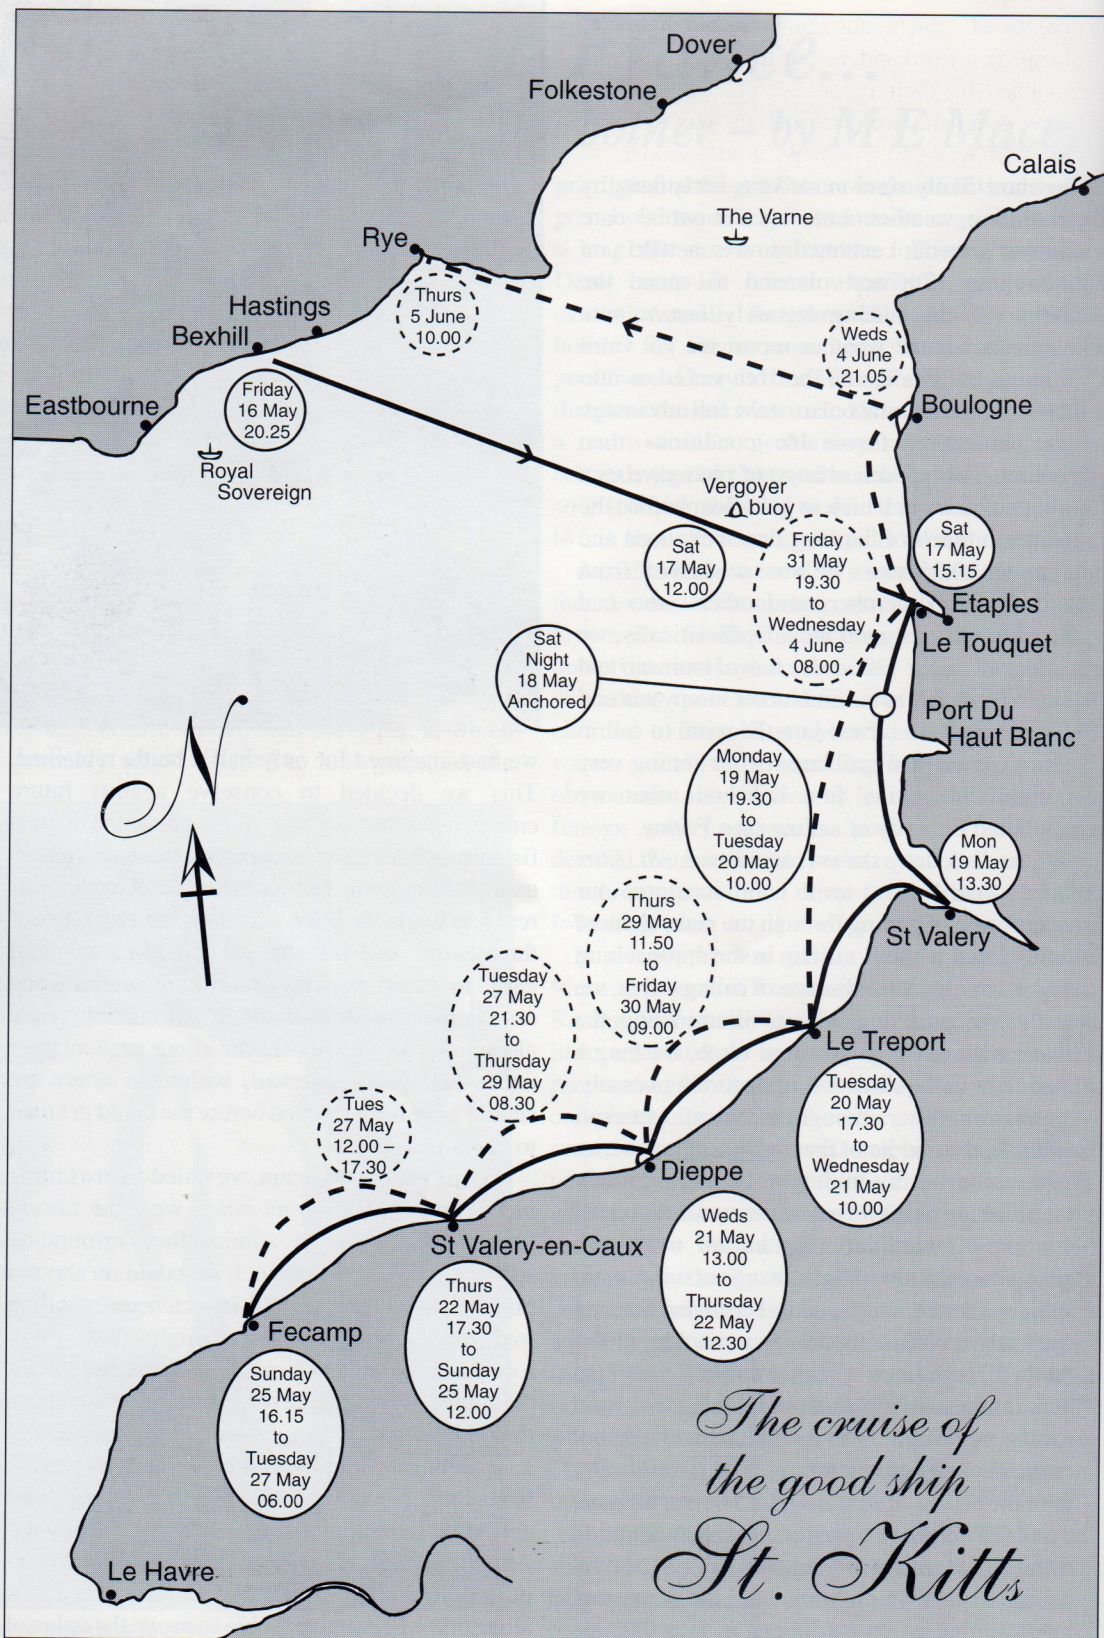 Dover
Folkestone
Calais
The Varne
Rye
Thurs
5 June
10.00
Hastings
Bexhill
Weds
4 June
21.05
Friday
16 May
20.25
Eastbourne
Boulogne
Royal
Sovereign
Vergoyer
buoy
Sat
17 May
15.15
Sat
17 May
12.00
Friday
31 May
19.30
to
Wednesday
4 June
08.00
Etaples
Le Touquet
Sat
Night
18 May
Anchored
Port Du
Haut Blanc
Monday
19 May
19.30
to
Tuesday
20 May
10.00
Mon
19 May
13.30
St Valery
Thurs
29 May
11.50
to
Friday
30 May
09.00
Tuesday
27 May
21.30
to
Thursday
29 May
08.30
Le Treport
Tuesday
20 May
17.30
to
Wednesday
21 May
10.00
Tues
27 May
12.00 –
17.30
Dieppe
Weds
21 May
13.00
to
Thursday
22 May
12.30
St Valery-en-Caux
Thurs
22 May
17.30
to
Sunday
25 May
12.00
Fecamp
Sunday
25 May
16.15
to
Tuesday
27 May
06.00
Le Havre
The cruise of
the good ship
St. Kitts